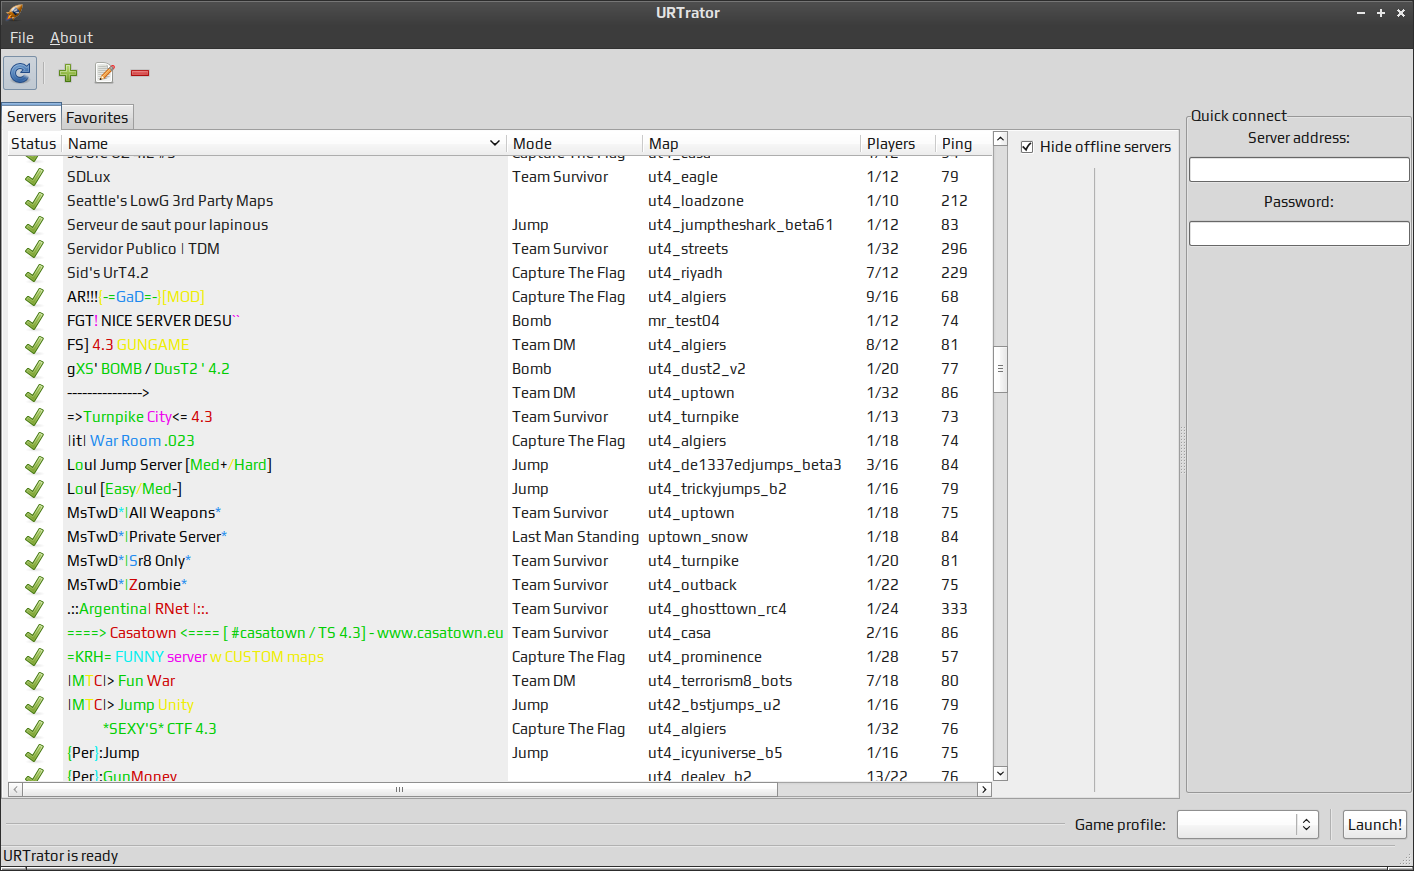 URTrator
File About
Servers Favorites
Status Name Mode Map Players Ping
Capture The Flag ut4_casa 1/12
SDLux Team Survivor ut4_eagle 1/12 79
Seattle's LowG 3rd Party Maps ut4_loadzone 1/10 212
Serveur de saut pour lapinous Jump ut4_jumptheshark_beta61 1/12 83
Servidor Publico | TDM Team Survivor ut4_streets 1/32 296
Sid's UrT4.2 Capture The Flag ut4_riyadh 7/12 229
AR!!![-=GaD=-][MOD] Capture The Flag ut4_algiers 9/16 68
FGT! NICE SERVER DESU`` Bomb mr_test04 1/12 74
FS] 4.3 GUNGAME Team DM ut4_algiers 8/12 81
gXS' BOMB / DusT2 ' 4.2 Bomb ut4_dust2_v2 1/20 77
---------------> Team DM ut4_uptown 1/32 86
=>Turnpike City<= 4.3 Team Survivor ut4_turnpike 1/13 73
|it| War Room .023 Capture The Flag ut4_algiers 1/18 74
Loul Jump Server [Med+/Hard] Jump ut4_de1337edjumps_beta3 3/16 84
Loul [Easy/Med-] Jump ut4_trickyjumps_b2 1/16 79
MsTwD*|All Weapons* Team Survivor ut4_uptown 1/18 75
MsTwD*|Private Server* Last Man Standing uptown_snow 1/18 84
MsTwD*|Sr8 Only* Team Survivor ut4_turnpike 1/20 81
MsTwD*|Zombie* Team Survivor ut4_outback 1/22 75
.::Argentina| RNet |::. Team Survivor ut4_ghosttown_rc4 1/24 333
====> Casatown <==== [ #casatown / TS 4.3] - www.casatown.eu Team Survivor ut4_casa 2/16 86
=KRH= FUNNY server w CUSTOM maps Capture The Flag ut4_prominence 1/28 57
|MTC|> Fun War Team DM ut4_terrorism8_bots 7/18 80
|MTC|> Jump Unity Jump ut42_bstjumps_u2 1/16 79
*SEXY'S* CTF 4.3 Capture The Flag ut4_algiers 1/32 76
{Per}:Jump Jump ut4_icyuniverse_b5 1/16 75
{Per}:GunMoney ut4_dealey_b2 13/22 76
Hide offline servers
Quick connect
Server address:
Password:
Game profile: Launch!
URTrator is ready